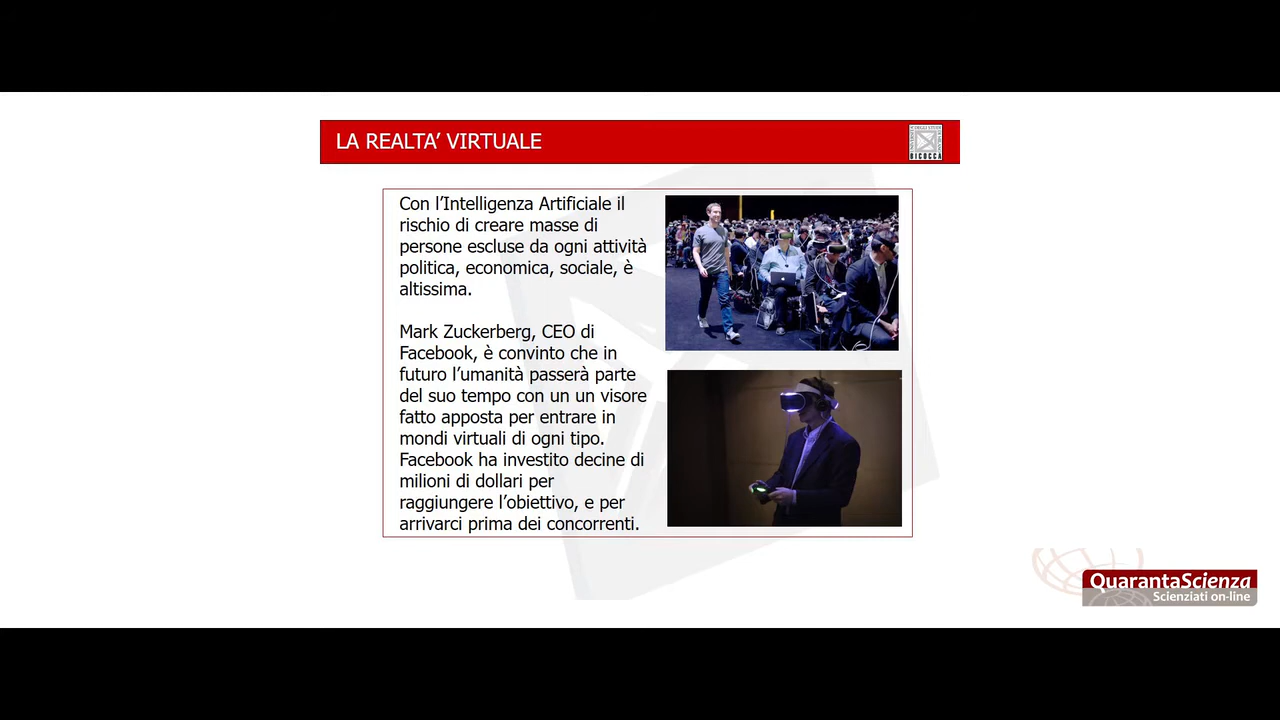 LA REALTA’ VIRTUALE
BICOCCA
Con l’Intelligenza Artificiale il
rischio di creare masse di
persone escluse da ogni attività
politica, economica, sociale, è
altissima.
Mark Zuckerberg, CEO di
Facebook, è convinto che in
futuro l’umanità passerà parte
del suo tempo con un un visore
fatto apposta per entrare in
mondi virtuali di ogni tipo.
Facebook ha investito decine di
milioni di dollari per
raggiungere l’obiettivo, e per
arrivarci prima dei concorrenti.
QuarantaScienza
Scienziati on-line